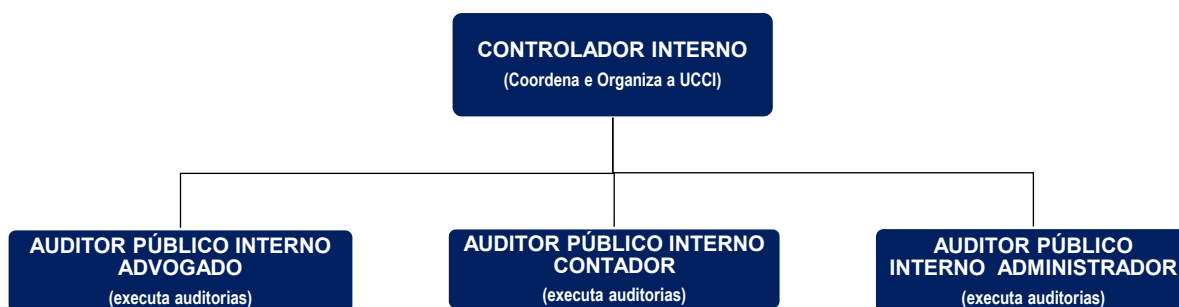 CONTROLADOR INTERNO
(Coordena e Organiza a UCCI)
AUDITOR PÚBLICO INTERNO
ADVOGADO
(executa auditorias)
AUDITOR PÚBLICO INTERNO
CONTADOR
(executa auditorias)
AUDITOR PÚBLICO
INTERNO ADMINISTRADOR
(executa auditorias)